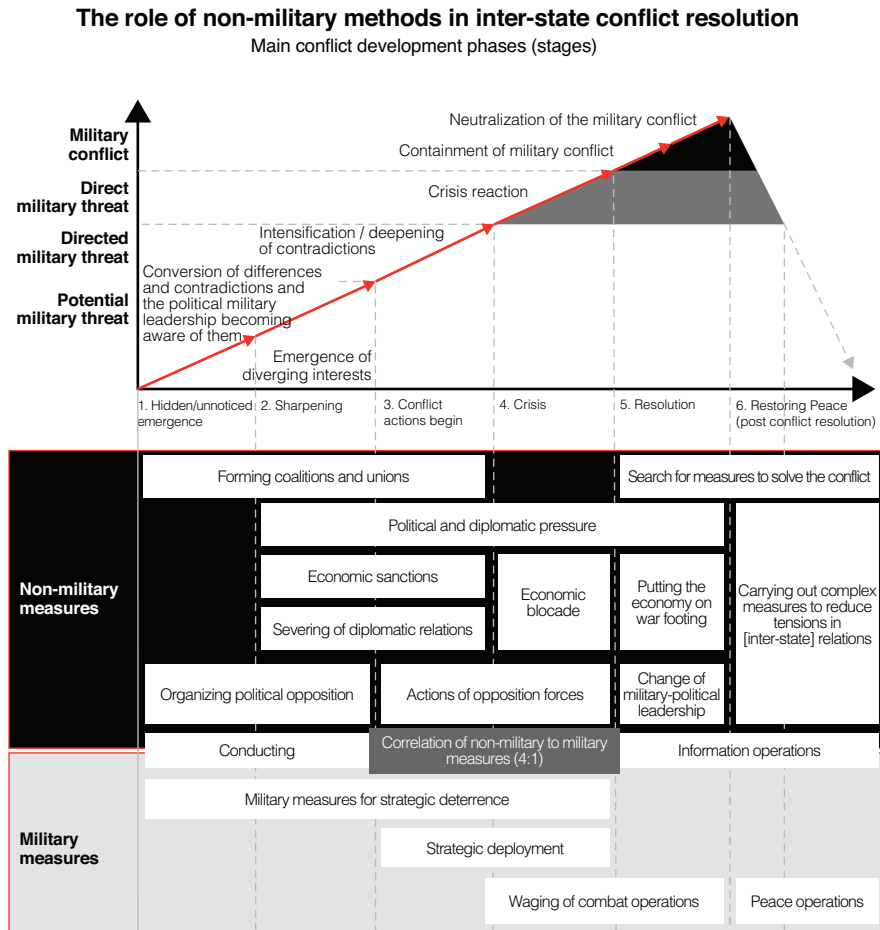 The role of non-military methods in inter-state conflict resolution
Main conflict development phases (stages)
Military
conflict
Direct
military threat
Directed
military threat
Potential
military threat
Neutralization of the military conflict
Containment of military conflict
Crisis reaction
Intensification / deepening
of contradictions
Conversion of differences
and contradictions and
the political military
leadership becoming
aware of them
Emergence of
diverging interests
1. Hidden/unnoticed
emergence
2. Sharpening
3. Conflict
actions begin
4. Crisis
5. Resolution
6. Restoring Peace
(post conflict resolution)
Non-military
measures
Forming coalitions and unions
Search for measures to solve the conflict
Political and diplomatic pressure
Economic sanctions
Severing of diplomatic relations
Economic
blocade
Putting the
economy on
war footing
Carrying out complex
measures to reduce
tensions in
[inter-state] relations
Organizing political opposition
Actions of opposition forces
Change of
military-political
leadership
Conducting
Correlation of non-military to military
measures (4:1)
Information operations
Military
measures
Military measures for strategic deterrence
Strategic deployment
Waging of combat operations
Peace operations